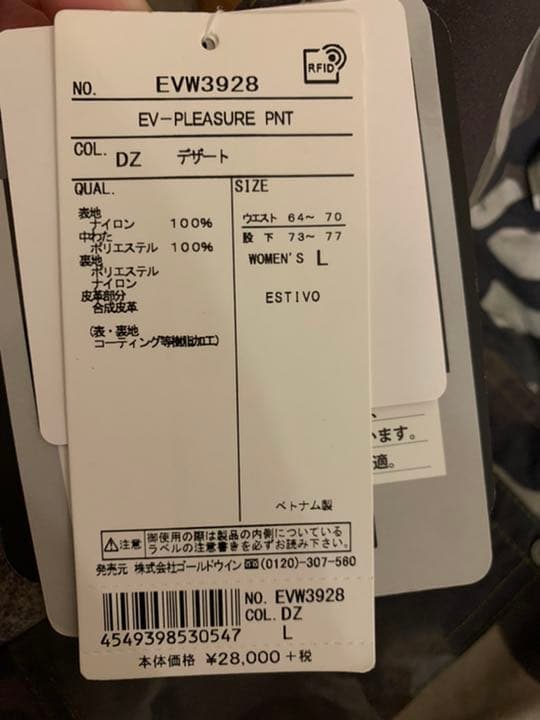 RFID
NO. EVW3928
EV-PLEASURE PNT
COL. DZ デザート
QUAL.
表地
ナイロン 100%
中わた
ポリエステル 100%
裏地
ポリエステル
ナイロン
皮革部分
合成皮革
(表・裏地
コーティング等樹脂加工)
SIZE
ウエスト 64~ 70
股 下 73~ 77
WOMEN'S L
ESTIVO
ベトナム製
います。
適。
注意 御使用の際は製品の内側についている
ラベルの注意書きを必ずお読み下さい。
発売元 株式会社ゴールドウイン (0120)-307-560
4549398530547
NO. EVW3928
COL. DZ
L
本体価格 ¥28,000+税